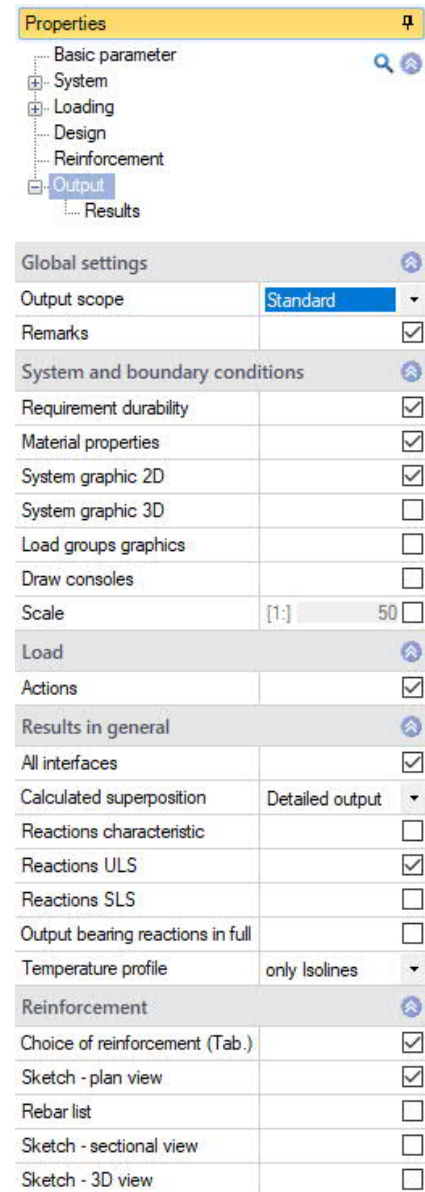 Properties
Basic parameter
System
Loading
Design
Reinforcement
Output
Results
Global settings
Output scope Standard
Remarks
System and boundary conditions
Requirement durability
Material properties
System graphic 2D
System graphic 3D
Load groups graphics
Draw consoles
Scale [1:] 50
Load
Actions
Results in general
All interfaces
Calculated superposition Detailed output
Reactions characteristic
Reactions ULS
Reactions SLS
Output bearing reactions in full
Temperature profile only Isolines
Reinforcement
Choice of reinforcement (Tab.)
Sketch - plan view
Rebar list
Sketch - sectional view
Sketch - 3D view